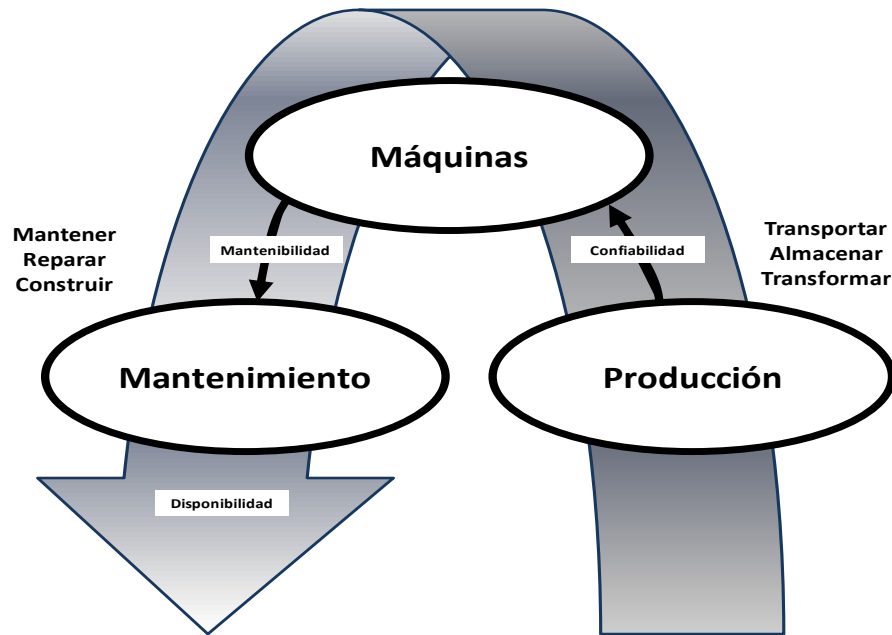 Máquinas
Mantener
Reparar
Construir
Mantenibilidad
Confiabilidad
Transportar
Almacenar
Transformar
Mantenimiento
Producción
Disponibilidad